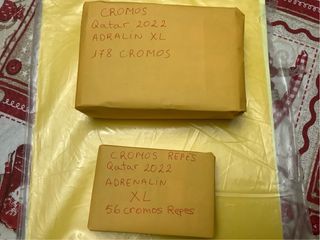 CROMOS
Qatar 2022
ADRALIN XL
178 CROMOS
CROMOS REPES
Qatar 2022
ADRENALIN
XL
56 cromos Repes